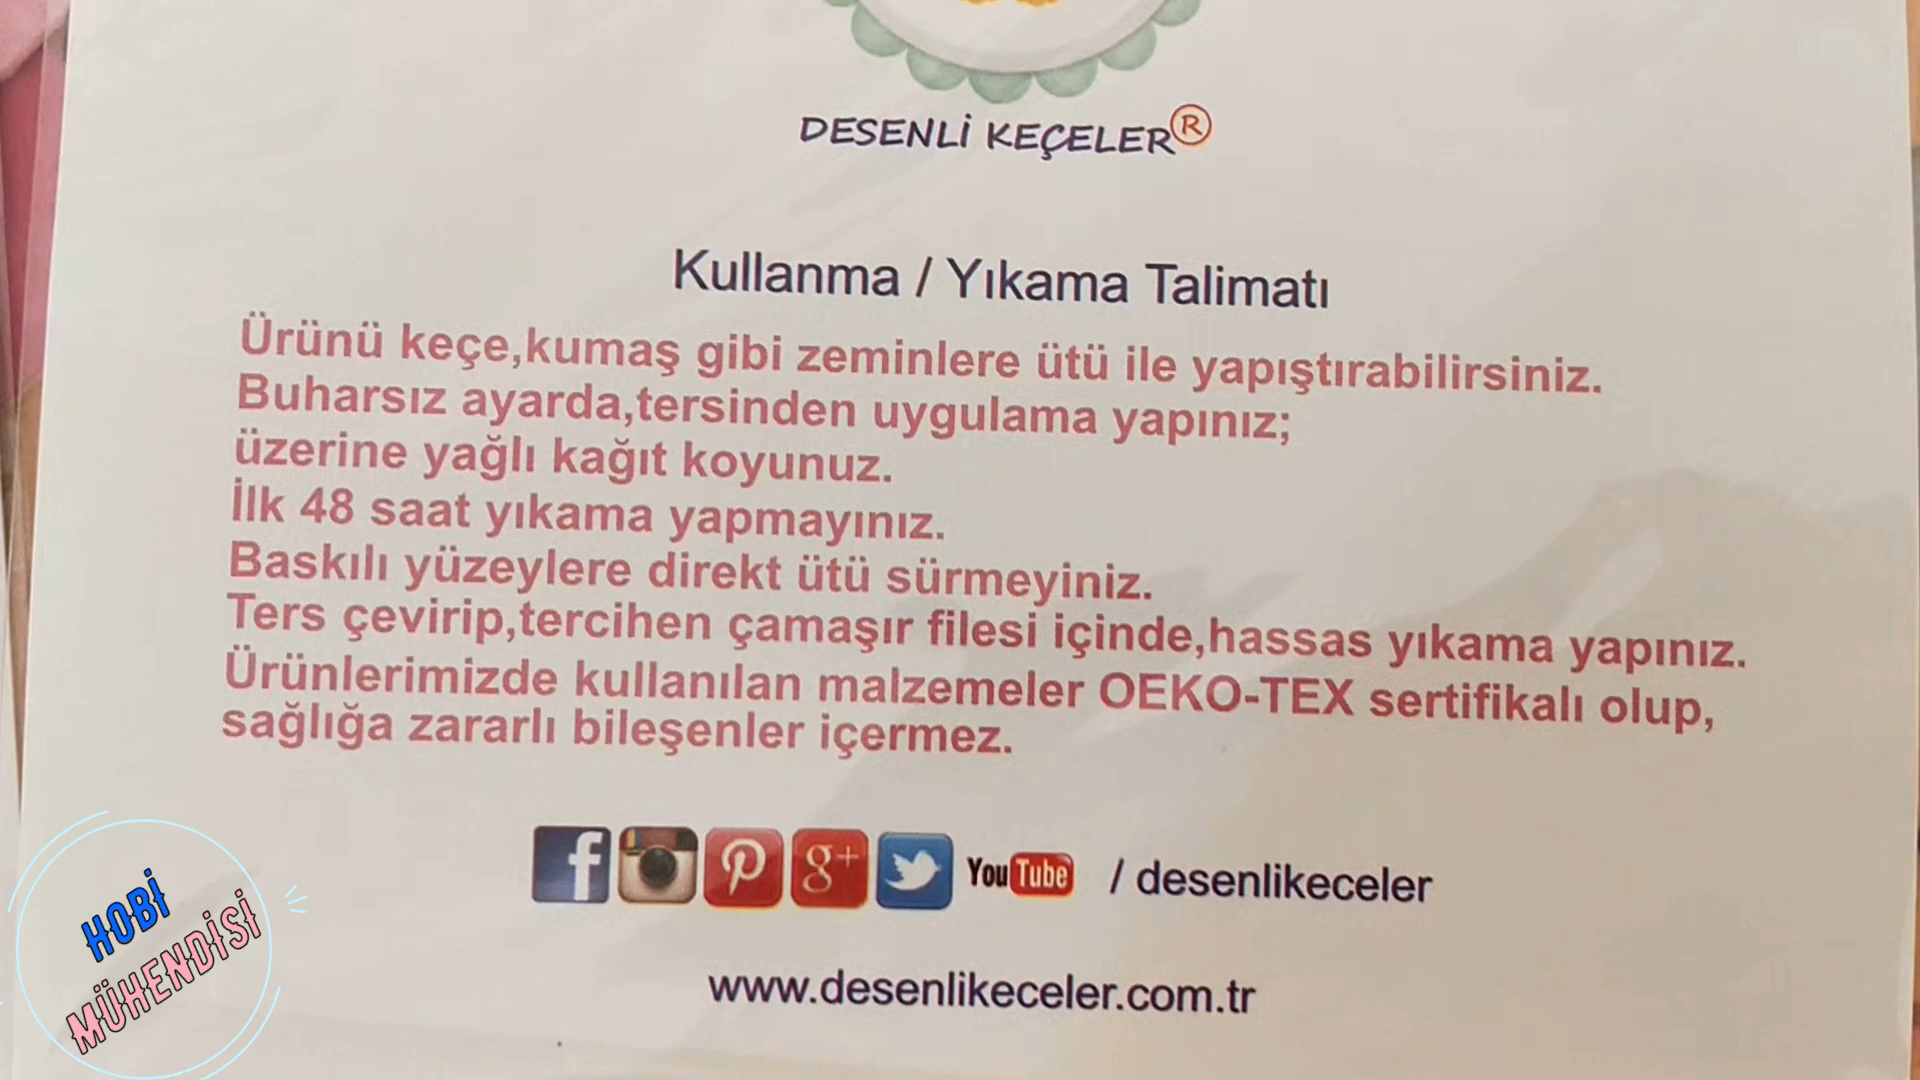 DESENLİ KEÇELER®
Kullanma / Yıkama Talimatı
Ürünü keçe,kumaş gibi zeminlere ütü ile yapıştırabilirsiniz.
Buharsız ayarda,tersinden uygulama yapınız;
üzerine yağlı kağıt koyunuz.
İlk 48 saat yıkama yapmayınız.
Baskılı yüzeylere direkt ütü sürmeyiniz.
Ters çevirip,tercihen çamaşır filesi içinde,hassas yıkama yapınız.
Ürünlerimizde kullanılan malzemeler OEKO-TEX sertifikalı olup,
sağlığa zararlı bileşenler içermez.
f P g+ YouTube / desenlikeceler
www.desenlikeceler.com.tr
HOBİ
MÜHENDİSİ